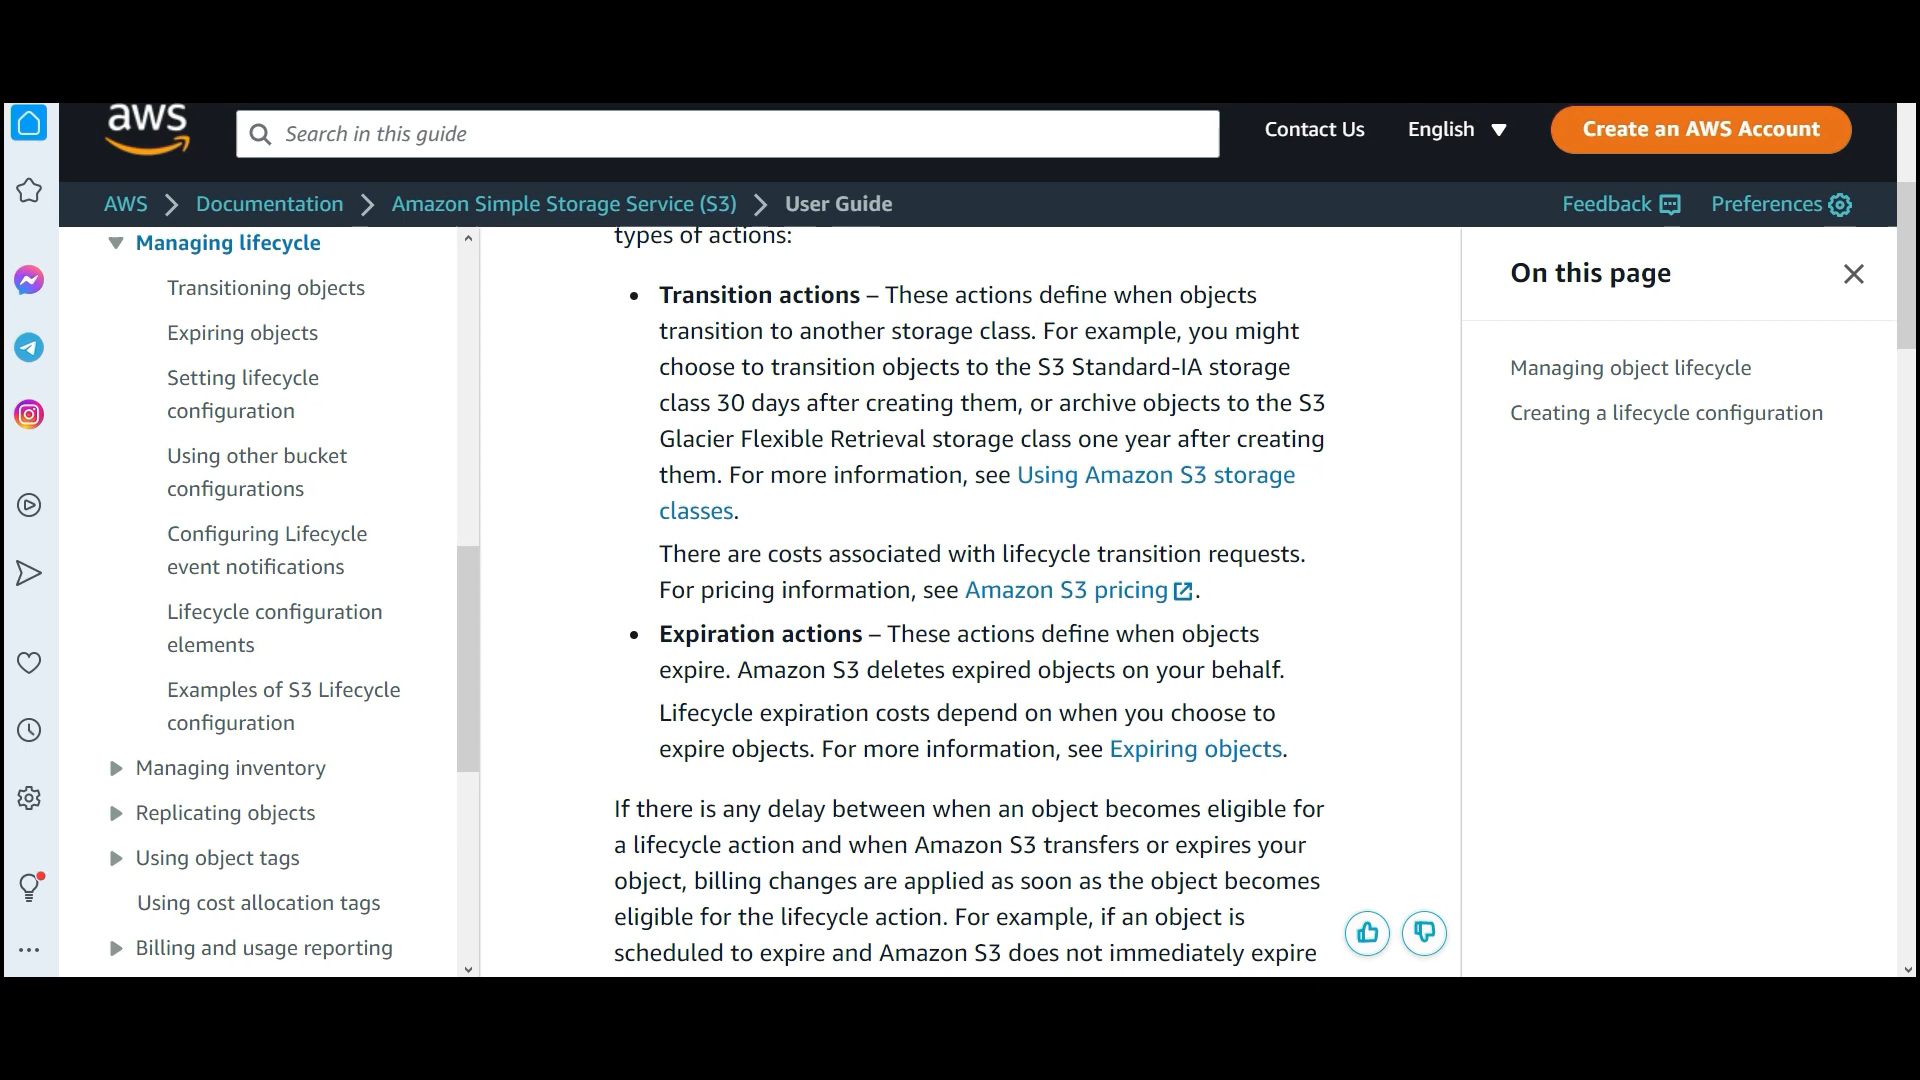 aws
Search in this guide
Contact Us
English
Create an AWS Account
AWS
Documentation
Amazon Simple Storage Service (S3)
User Guide
Feedback
Preferences
Managing lifecycle
Transitioning objects
Expiring objects
Setting lifecycle
configuration
Using other bucket
configurations
Configuring Lifecycle
event notifications
Lifecycle configuration
elements
Examples of S3 Lifecycle
configuration
Managing inventory
Replicating objects
Using object tags
Using cost allocation tags
Billing and usage reporting
types of actions:
• Transition actions – These actions define when objects
transition to another storage class. For example, you might
choose to transition objects to the S3 Standard-IA storage
class 30 days after creating them, or archive objects to the S3
Glacier Flexible Retrieval storage class one year after creating
them. For more information, see Using Amazon S3 storage
classes.
There are costs associated with lifecycle transition requests.
For pricing information, see Amazon S3 pricing.
• Expiration actions – These actions define when objects
expire. Amazon S3 deletes expired objects on your behalf.
Lifecycle expiration costs depend on when you choose to
expire objects. For more information, see Expiring objects.
If there is any delay between when an object becomes eligible for
a lifecycle action and when Amazon S3 transfers or expires your
object, billing changes are applied as soon as the object becomes
eligible for the lifecycle action. For example, if an object is
scheduled to expire and Amazon S3 does not immediately expire
On this page
Managing object lifecycle
Creating a lifecycle configuration